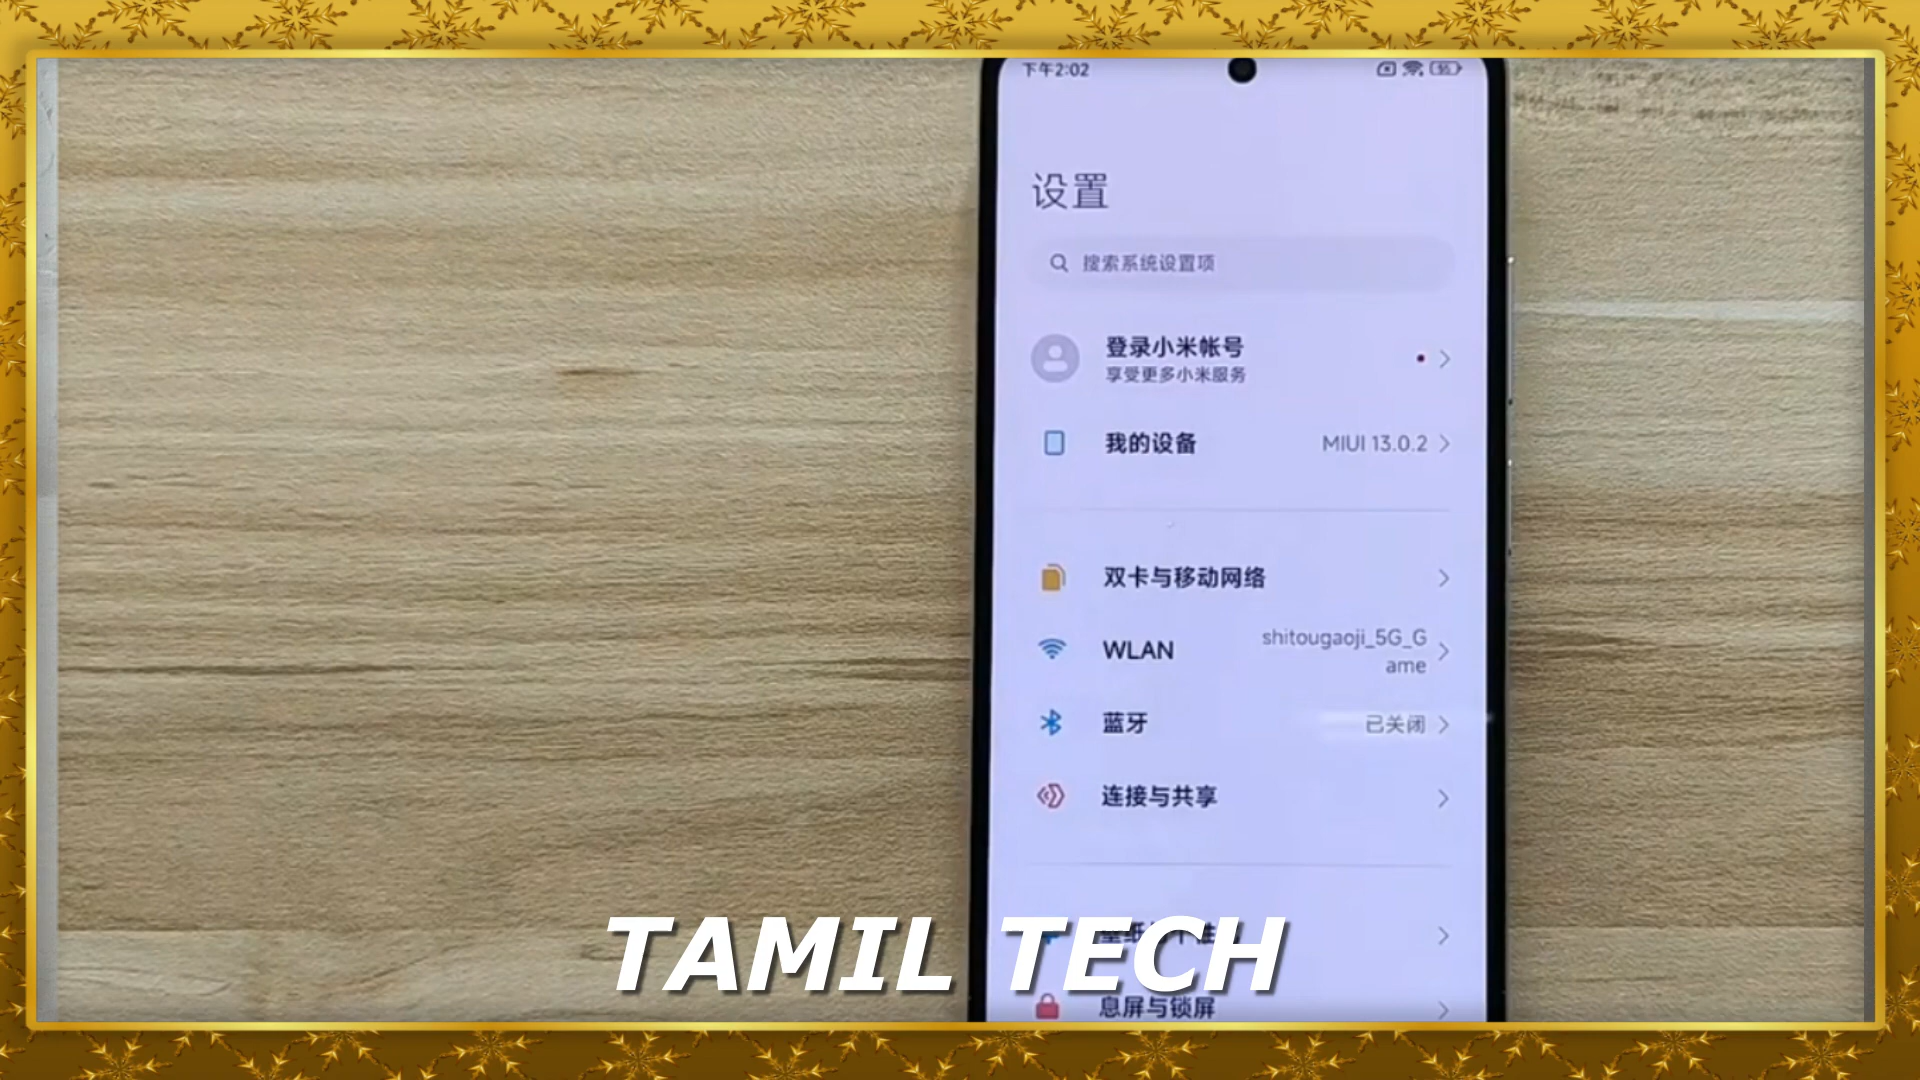 下午2:02
设置
搜索系统设置项
登录小米帐号
享受更多小米服务
我的设备 MIUI 13.0.2
双卡与移动网络
WLAN shitougaoji_5G_G
ame
蓝牙 已关闭
连接与共享
TAMIL TECH
息屏与锁屏